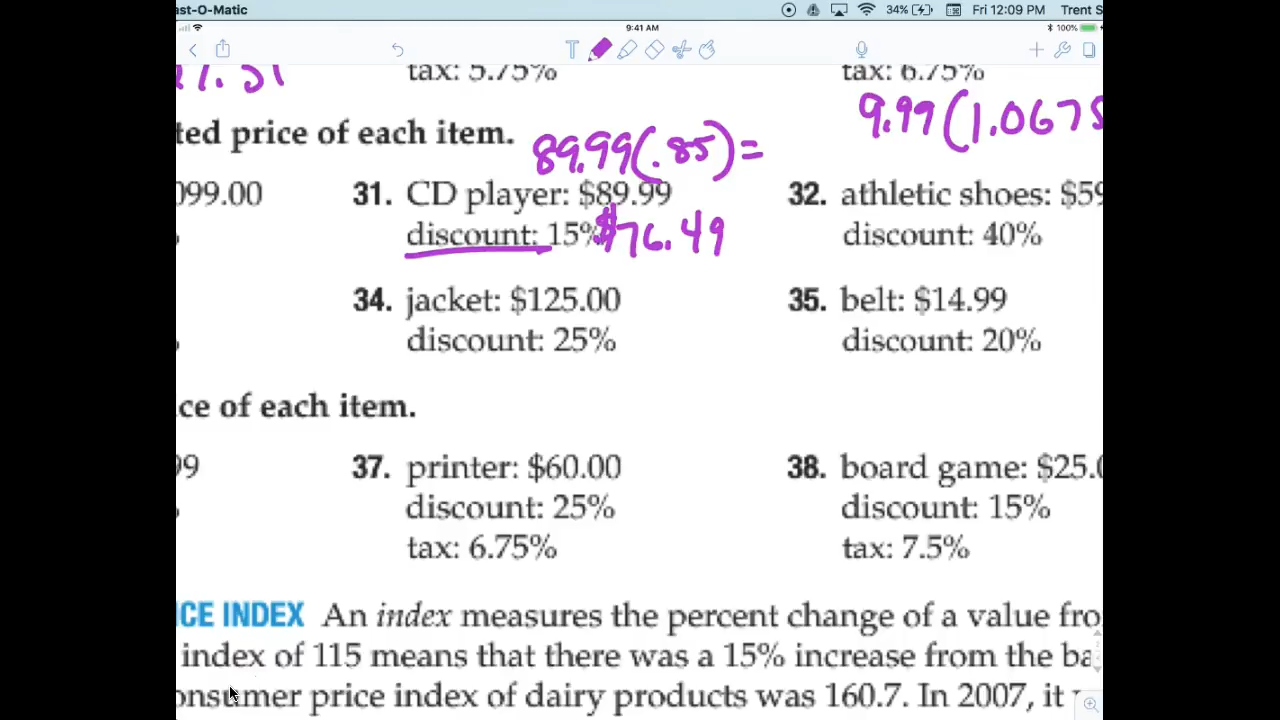 ast-O-Matic 34% Fri 12:09 PM Trent S
9:41 AM 100%
T
tax: 5.75% tax: 6.75%
9.99(1.0675
ted price of each item. 89.99(.85)=
099.00 31. CD player: $89.99 32. athletic shoes: $59
discount: 15% $76.49 discount: 40%
34. jacket: $125.00 35. belt: $14.99
discount: 25% discount: 20%
ce of each item.
99 37. printer: $60.00 38. board game: $25.0
discount: 25% discount: 15%
tax: 6.75% tax: 7.5%
ICE INDEX An index measures the percent change of a value fro
index of 115 means that there was a 15% increase from the ba
onsumer price index of dairy products was 160.7. In 2007, it